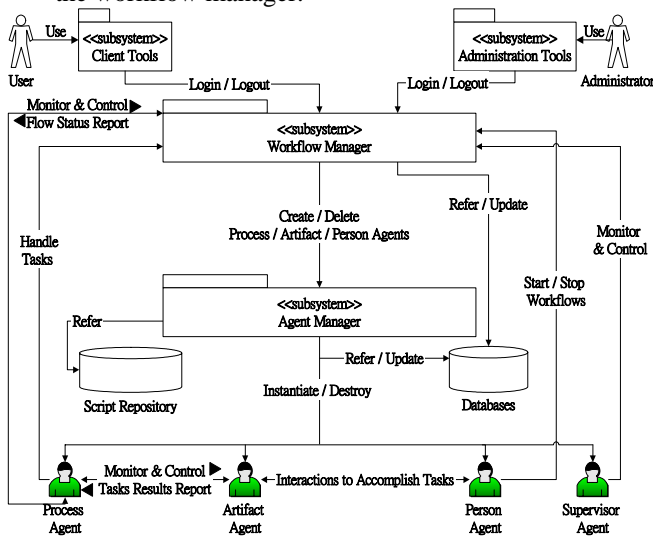 the workflow manager.
Use
<<subsystem>>
Client Tools
User
<<subsystem>>
Administration Tools
Use
Administrator
Login / Logout
Login / Logout
Monitor & Control
Flow Status Report
<<subsystem>>
Workflow Manager
Refer / Update
Create / Delete
Process / Artifact / Person Agents
Handle
Tasks
Monitor
& Control
Start / Stop
Workflows
<<subsystem>>
Agent Manager
Refer
Refer / Update
Script Repository
Instantiate / Destroy
Databases
Monitor & Control
Tasks Results Report
Interactions to Accomplish Tasks
Process
Agent
Artifact
Agent
Person
Agent
Supervisor
Agent